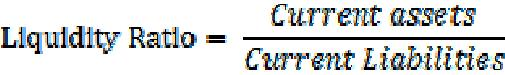 Liquidity Ratio = Current assets
Current Liabilities